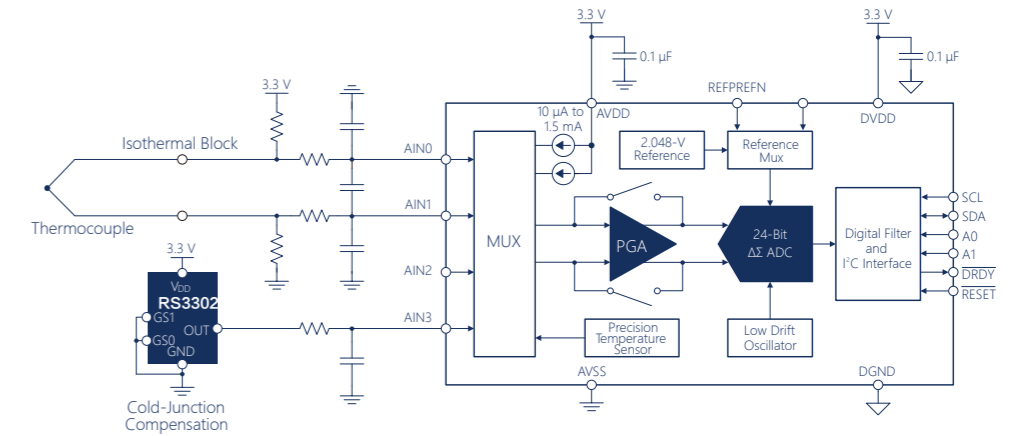 3.3 V
3.3 V
0.1 µF
0.1 µF
3.3 V
REFPREFN
10 µA to
1.5 mA
AVDD
DVDD
Isothermal Block
AIN0
2.048-V
Reference
Reference
Mux
Thermocouple
AIN1
MUX
PGA
24-Bit
ΔΣ ADC
Digital Filter
and
I²C Interface
SCL
SDA
A0
A1
DRDY
RESET
3.3 V
AIN2
VDD
RS3302
GS1
OUT
GS0
GND
AIN3
Precision
Temperature
Sensor
Low Drift
Oscillator
AVSS
DGND
Cold-Junction
Compensation